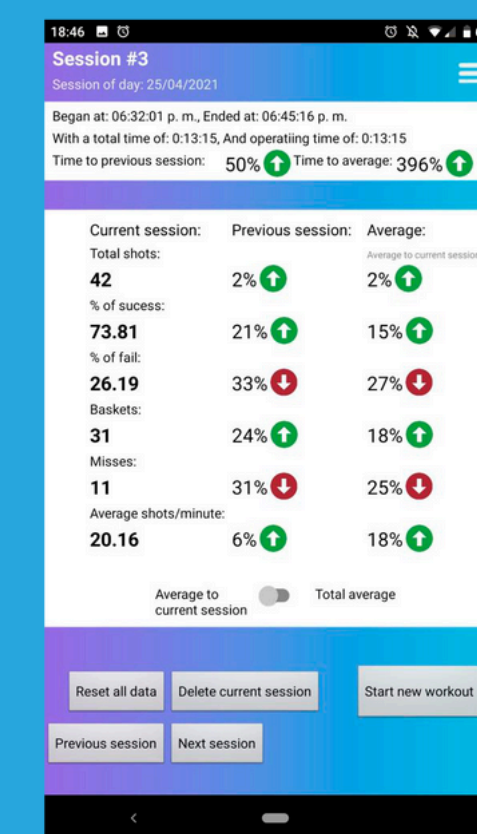 18:46
Session #3
Session of day: 25/04/2021
Began at: 06:32:01 p. m., Ended at: 06:45:16 p. m.
With a total time of: 0:13:15, And operatiing time of: 0:13:15
Time to previous session: 50% Time to average: 396%
Current session: Previous session: Average:
Total shots: Average to current session
42 2% 2%
% of sucess:
73.81 21% 15%
% of fail:
26.19 33% 27%
Baskets:
31 24% 18%
Misses:
11 31% 25%
Average shots/minute:
20.16 6% 18%
Average to current session Total average
Reset all data Delete current session Start new workout
Previous session Next session